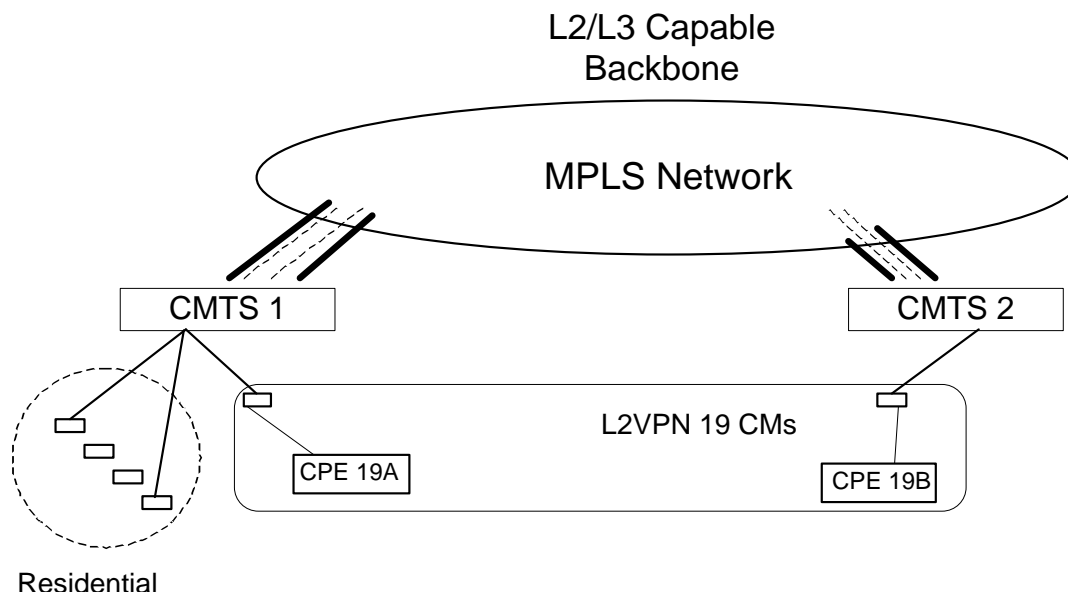 L2/L3 Capable
Backbone
MPLS Network
CMTS 1
CMTS 2
L2VPN 19 CMs
CPE 19A
CPE 19B
Residential